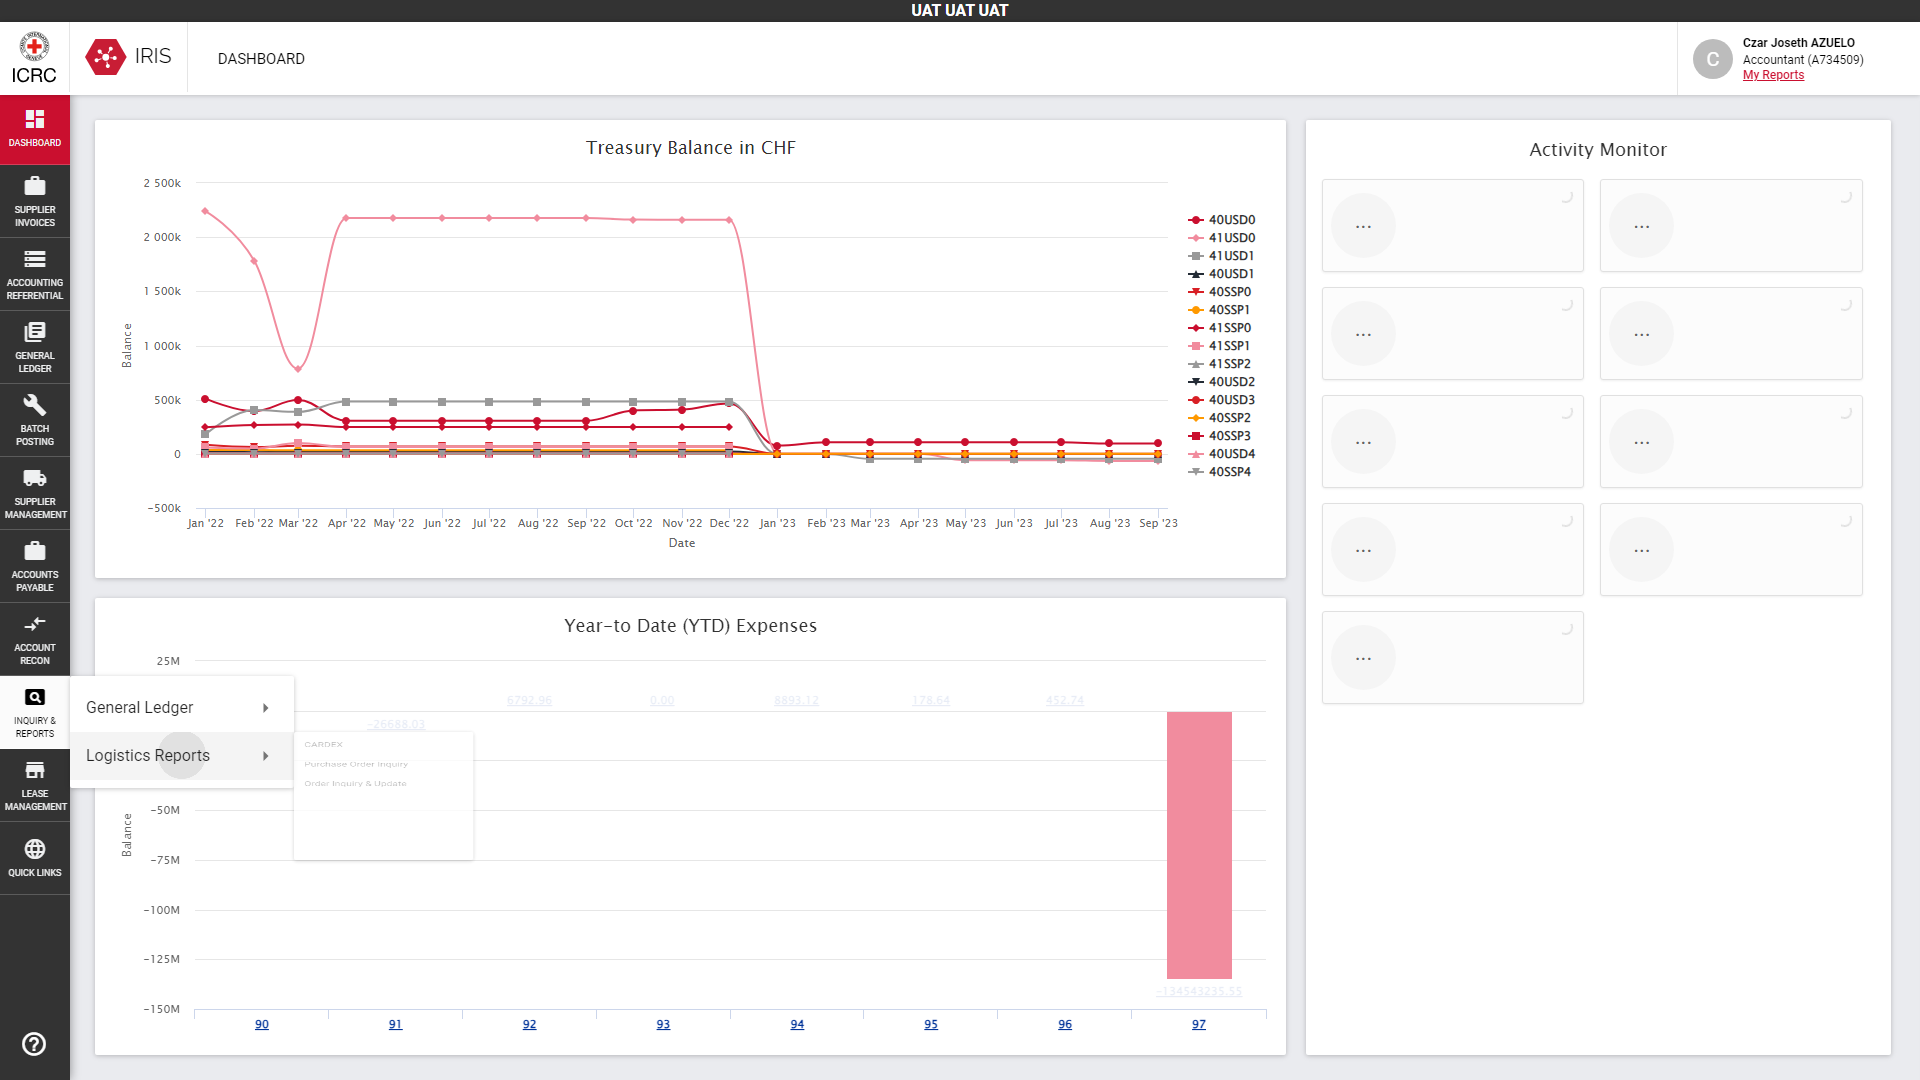 UAT UAT UAT
ICRC
IRIS
DASHBOARD
C
Czar Joseth AZUELO
Accountant (A734509)
My Reports
DASHBOARD
SUPPLIER
INVOICES
ACCOUNTING
REFERENTIAL
GENERAL
LEDGER
BATCH
POSTING
SUPPLIER
MANAGEMENT
ACCOUNTS
PAYABLE
ACCOUNT
RECON
INQUIRY &
REPORTS
LEASE
MANAGEMENT
QUICK LINKS
General Ledger
Logistics Reports
CARDEX
Purchase Order Inquiry
Order Inquiry & Update
Treasury Balance in CHF
Balance
2 500k
2 000k
1 500k
1 000k
500k
0
-500k
Jan '22 Feb '22 Mar '22 Apr '22 May '22 Jun '22 Jul '22 Aug '22 Sep '22 Oct '22 Nov '22 Dec '22 Jan '23 Feb '23 Mar '23 Apr '23 May '23 Jun '23 Jul '23 Aug '23 Sep '23
Date
40USD0
41USD0
41USD1
40USD1
40SSP0
40SSP1
41SSP0
41SSP1
41SSP2
40USD2
40USD3
40SSP2
40SSP3
40USD4
40SSP4
Year-to Date (YTD) Expenses
Balance
25M
-50M
-75M
-100M
-125M
-150M
-26688.03
6792.96
0.00
8893.12
178.64
452.74
-134543235.55
90 91 92 93 94 95 96 97
Activity Monitor
... ...
... ...
... ...
... ...
...